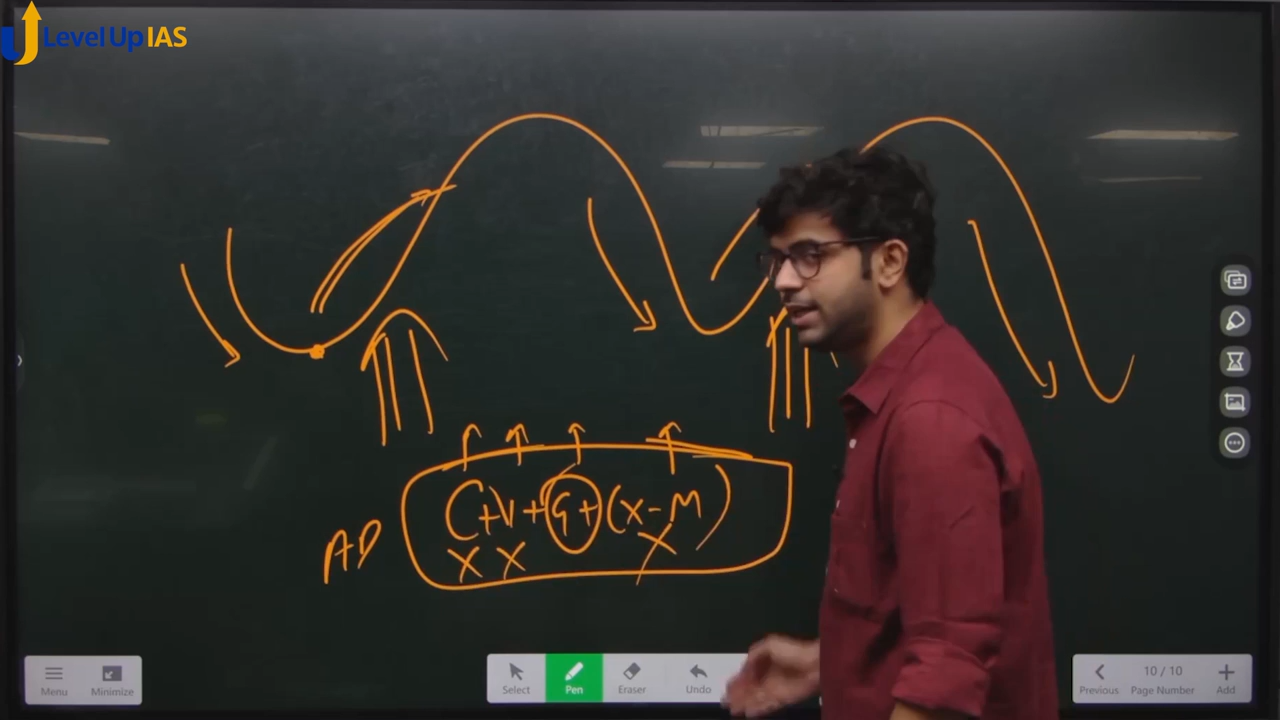 Level Up IAS
AD
C+I+G+(X-M)
X X X
Menu
Minimize
Select
Pen
Eraser
Undo
Previous
10 / 10
Page Number
Add